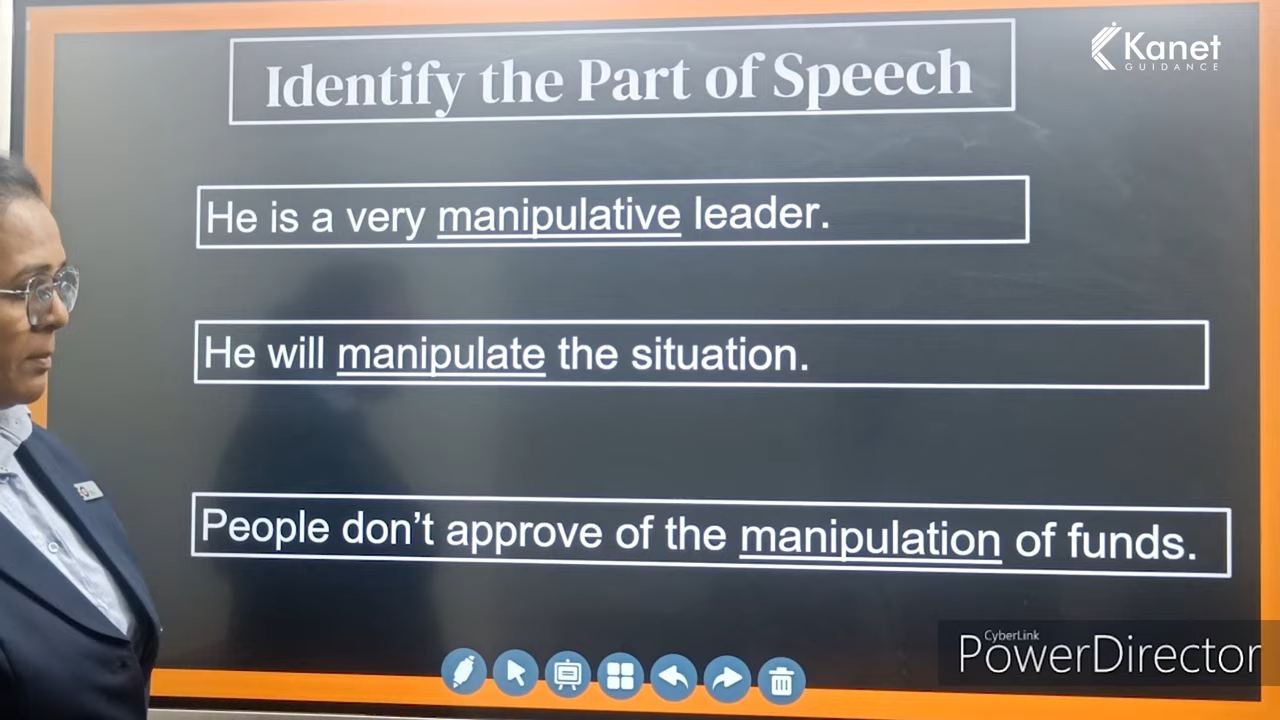 Kanet
GUIDANCE
Identify the Part of Speech
He is a very manipulative leader.
He will manipulate the situation.
People don’t approve of the manipulation of funds.
CyberLink
PowerDirector